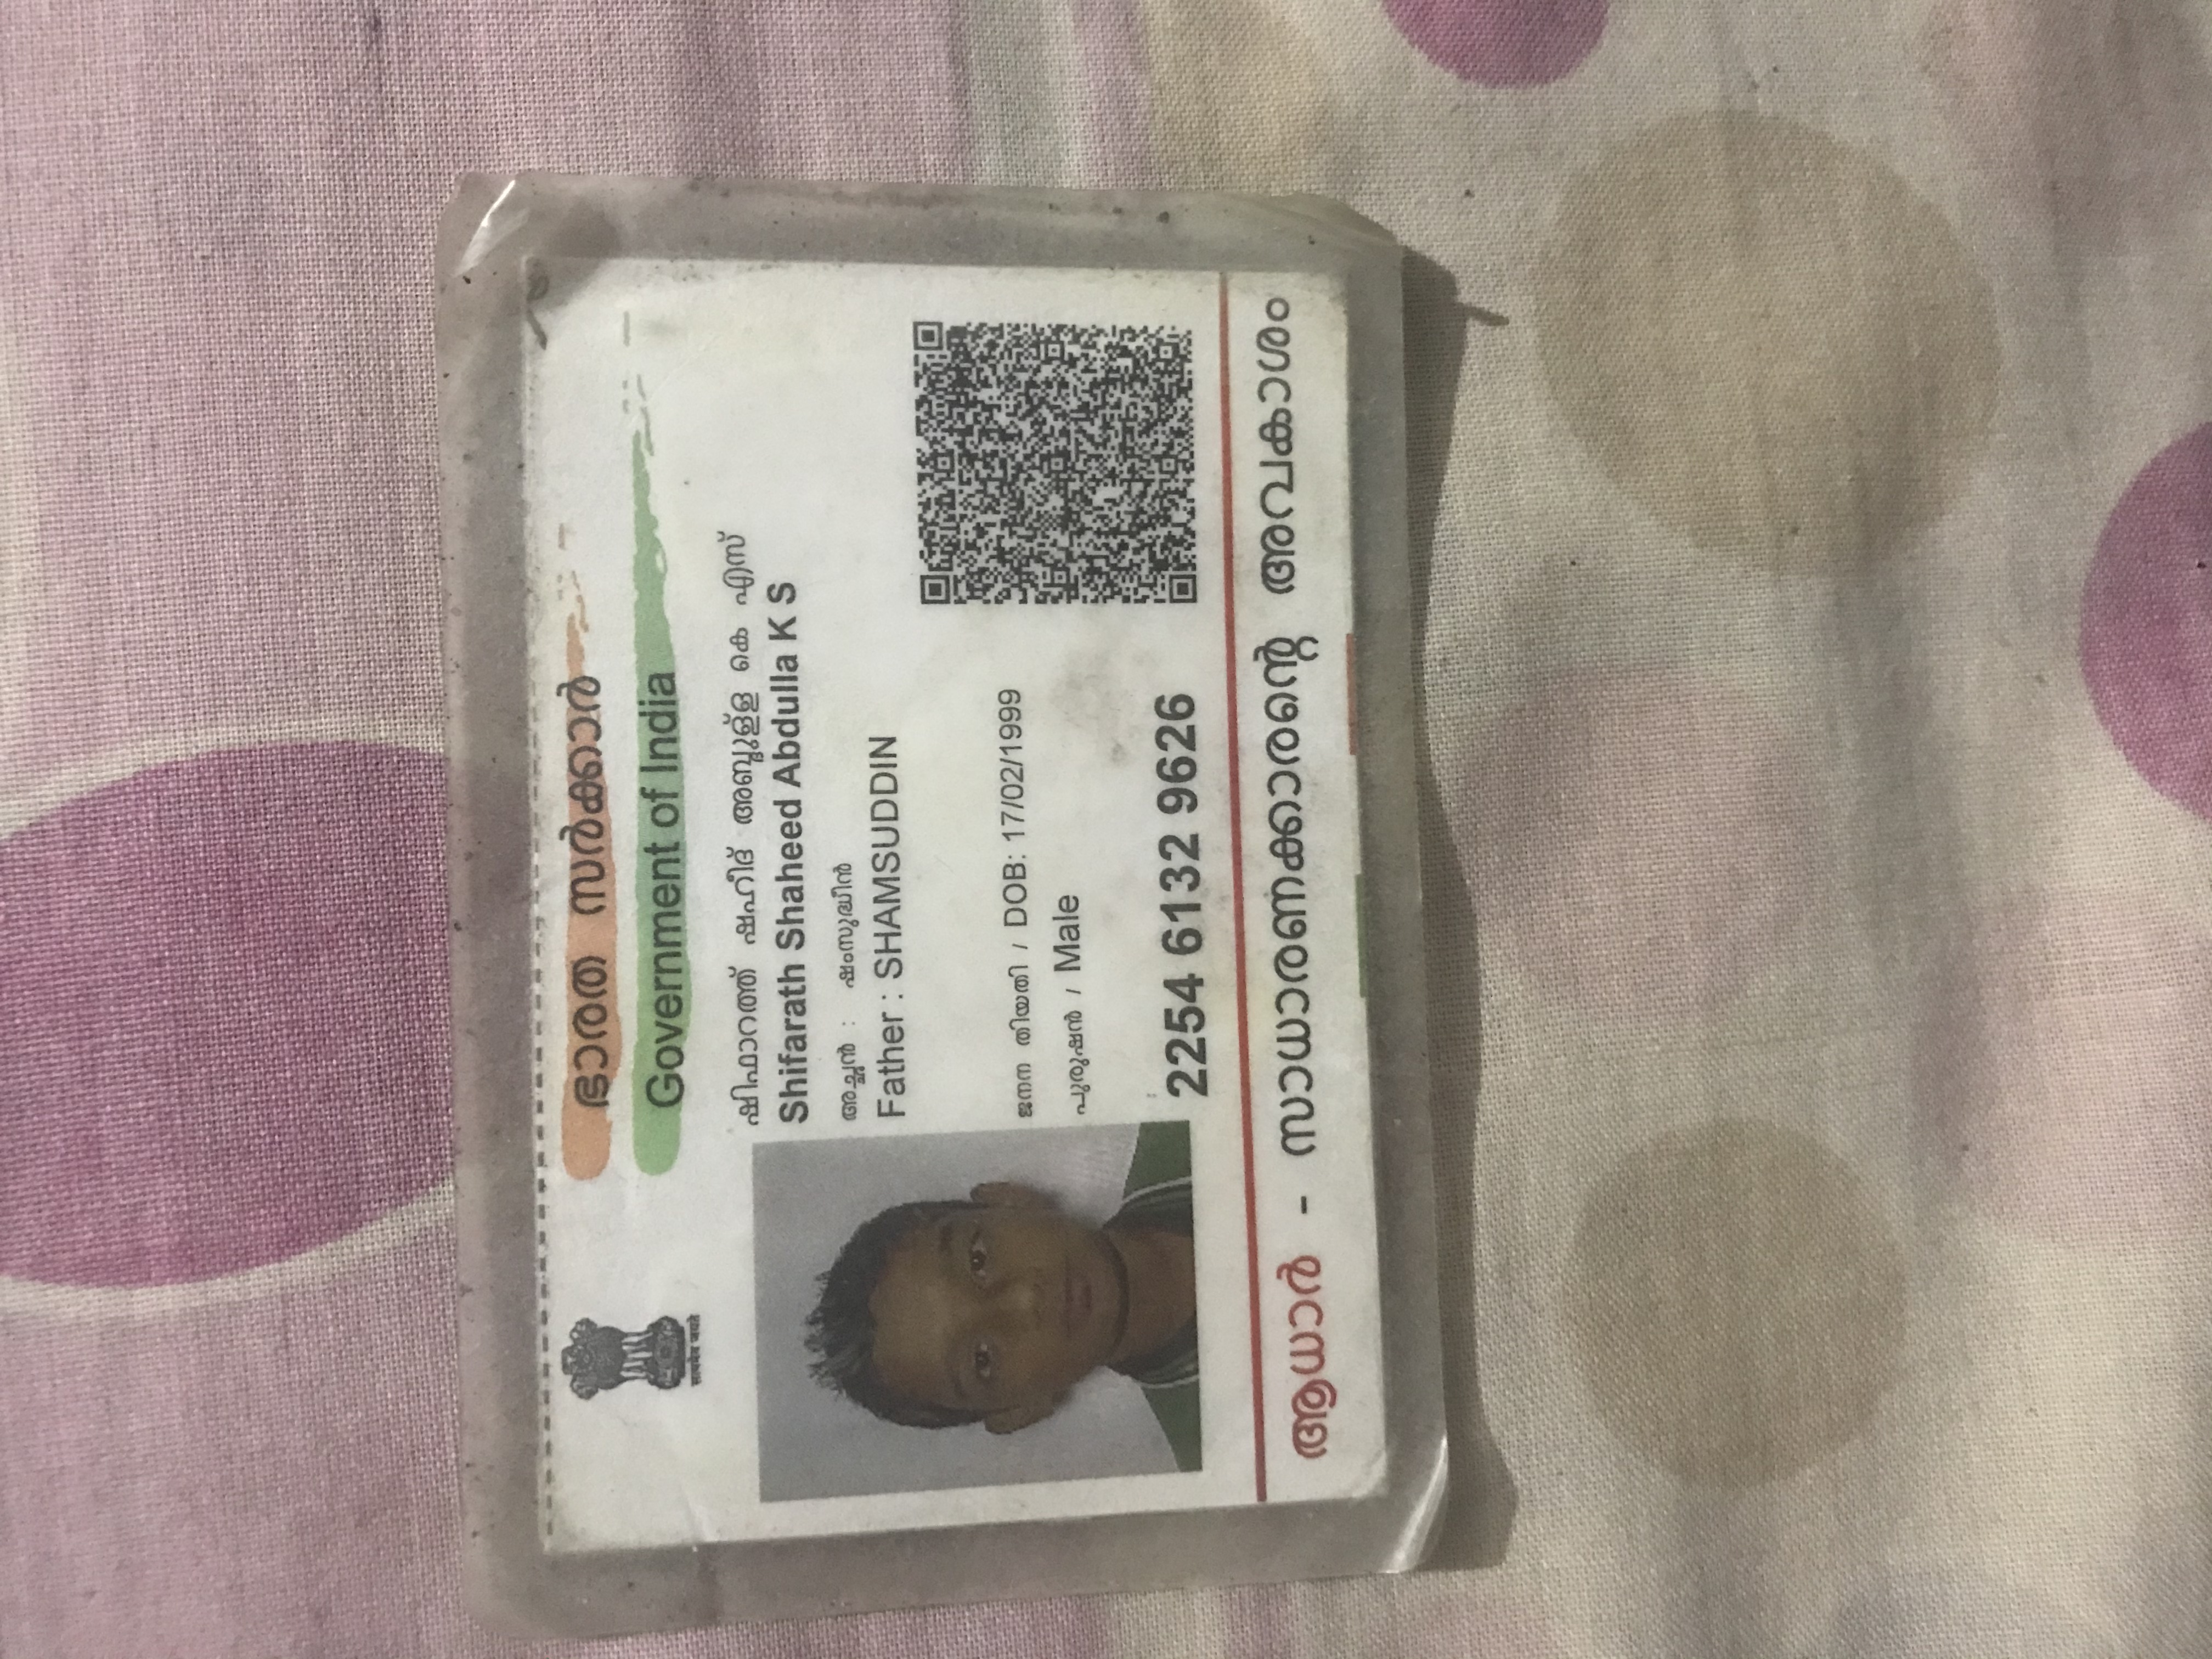 ഭാരത സർക്കാർ
Government of India
सत्यमेव जयते
ഷിഫാറത്ത് ഷഹീദ് അബ്ദുള്ള കെ എസ്
Shifarath Shaheed Abdulla K S
അച്ഛൻ : ഷംസുദ്ധീൻ
Father : SHAMSUDDIN
ജനന തിയതി / DOB: 17/02/1999
പുരുഷൻ / Male
2254 6132 9626
ആധാർ - സാധാരണക്കാരന്റെ അവകാശം